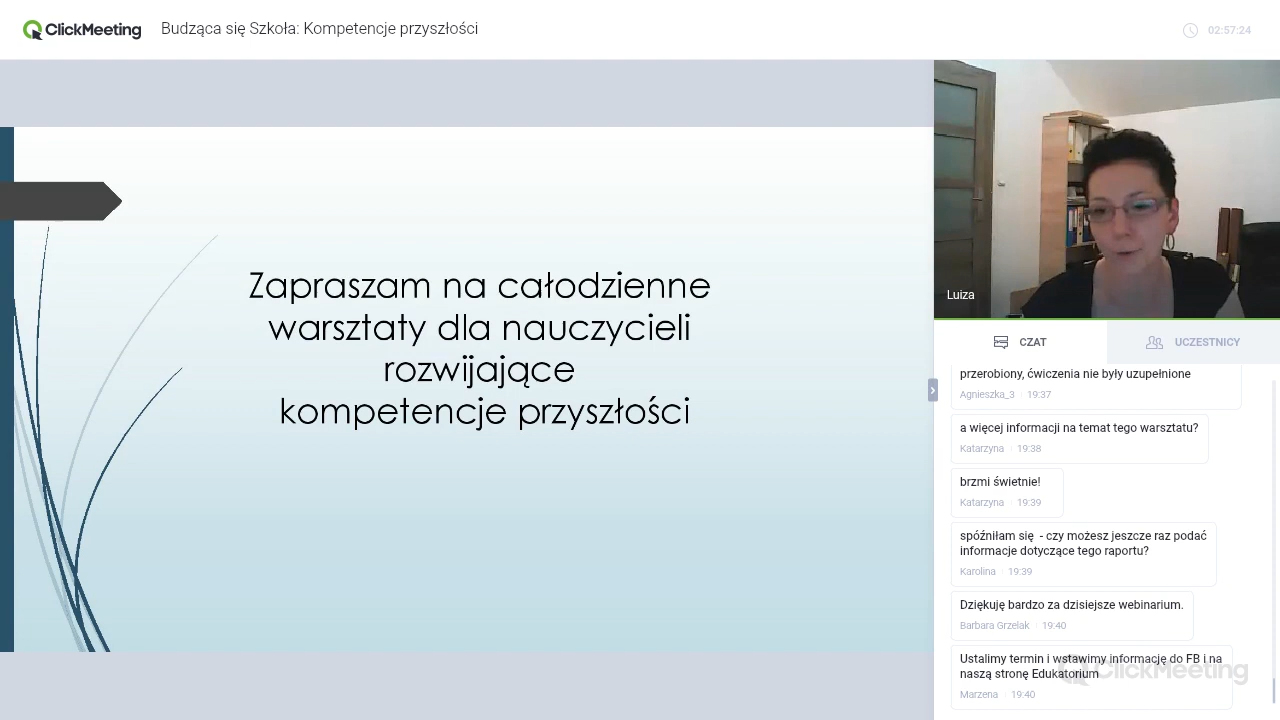 ClickMeeting
Budząca się Szkoła: Kompetencje przyszłości
02:57:24
Zapraszam na całodzienne
warsztaty dla nauczycieli
rozwijające
kompetencje przyszłości
Luiza
CZAT
UCZESTNICY
przerobiony, ćwiczenia nie były uzupełnione
Agnieszka_3 19:37
a więcej informacji na temat tego warsztatu?
Katarzyna 19:38
brzmi świetnie!
Katarzyna 19:39
spóźniłam się - czy możesz jeszcze raz podać
informacje dotyczące tego raportu?
Karolina 19:39
Dziękuję bardzo za dzisiejsze webinarium.
Barbara Grzelak 19:40
Ustalimy termin i wstawimy informację do FB i na
naszą stronę Edukatorium
Marzena 19:40
ClickMeeting